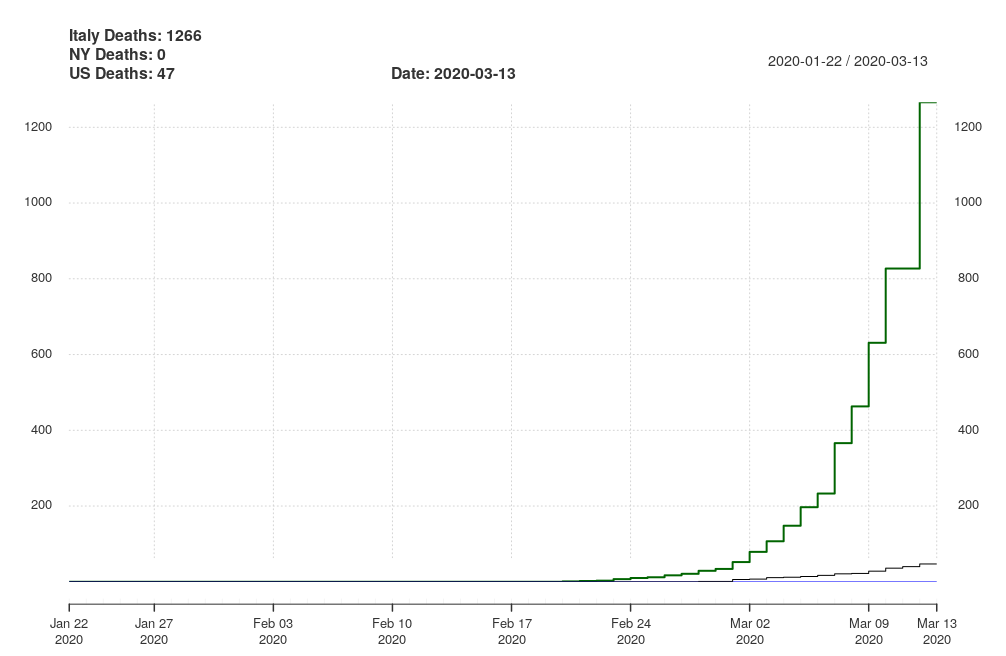 Italy Deaths: 1266
NY Deaths: 0
US Deaths: 47
Date: 2020-03-13
2020-01-22 / 2020-03-13
1200 1200
1000 1000
800 800
600 600
400 400
200 200
Jan 22 Jan 27 Feb 03 Feb 10 Feb 17 Feb 24 Mar 02 Mar 09 Mar 13
2020 2020 2020 2020 2020 2020 2020 2020 2020